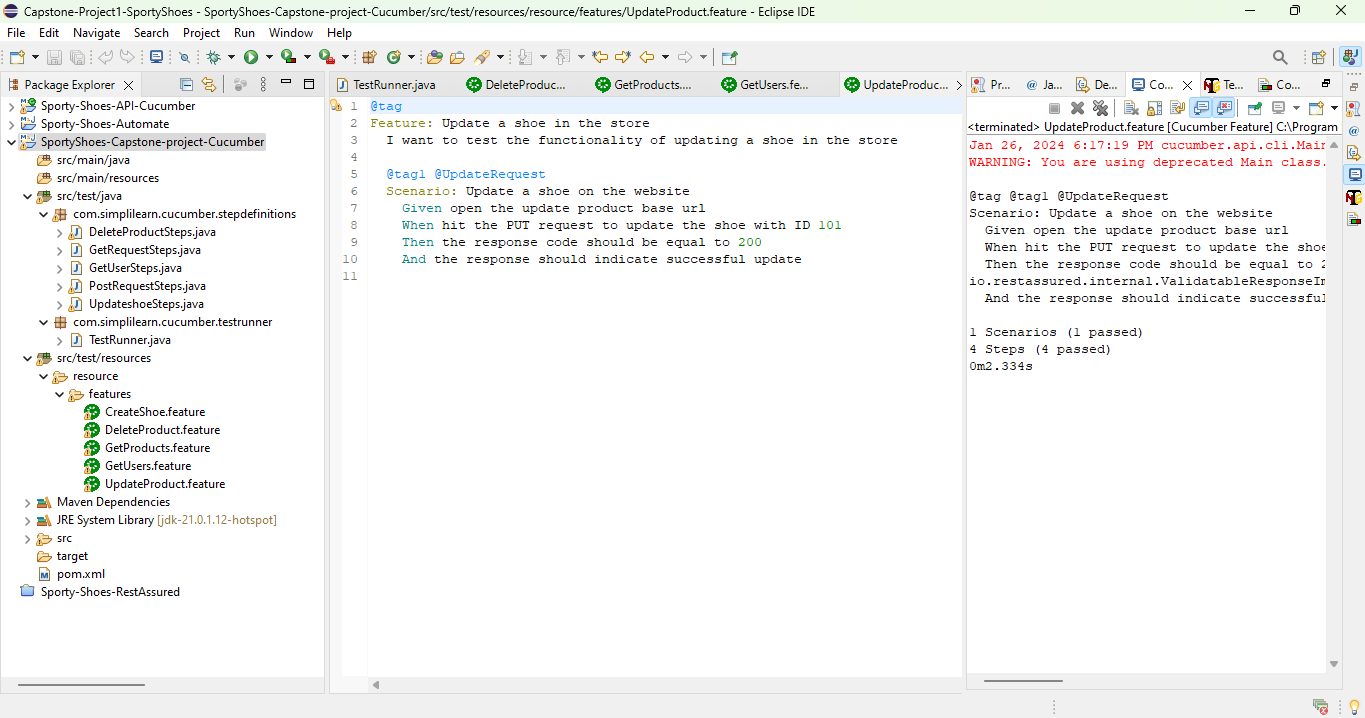 Capstone-Project1-SportyShoes - SportyShoes-Capstone-project-Cucumber/src/test/resources/resource/features/UpdateProduct.feature - Eclipse IDE
File Edit Navigate Search Project Run Window Help
Package Explorer
Sporty-Shoes-API-Cucumber
Sporty-Shoes-Automate
SportyShoes-Capstone-project-Cucumber
src/main/java
src/main/resources
src/test/java
com.simplilearn.cucumber.stepdefinitions
DeleteProductSteps.java
GetRequestSteps.java
GetUserSteps.java
PostRequestSteps.java
UpdateshoeSteps.java
com.simplilearn.cucumber.testrunner
TestRunner.java
src/test/resources
resource
features
CreateShoe.feature
DeleteProduct.feature
GetProducts.feature
GetUsers.feature
UpdateProduct.feature
Maven Dependencies
JRE System Library [jdk-21.0.1.12-hotspot]
src
target
pom.xml
Sporty-Shoes-RestAssured
TestRunner.java DeleteProduc... GetProducts.... GetUsers.fe... UpdateProduc...
1 @tag
2 Feature: Update a shoe in the store
3 I want to test the functionality of updating a shoe in the store
4
5 @tag1 @UpdateRequest
6 Scenario: Update a shoe on the website
7 Given open the update product base url
8 When hit the PUT request to update the shoe with ID 101
9 Then the response code should be equal to 200
10 And the response should indicate successful update
11
Pr... Ja... De... Co... Te... Co...
<terminated> UpdateProduct.feature [Cucumber Feature] C:\Program
Jan 26, 2024 6:17:19 PM cucumber.api.cli.Main
WARNING: You are using deprecated Main class.
@tag @tag1 @UpdateRequest
Scenario: Update a shoe on the website
Given open the update product base url
When hit the PUT request to update the shoe
Then the response code should be equal to 2
io.restassured.internal.ValidatableResponseIm
And the response should indicate successful
1 Scenarios (1 passed)
4 Steps (4 passed)
0m2.334s